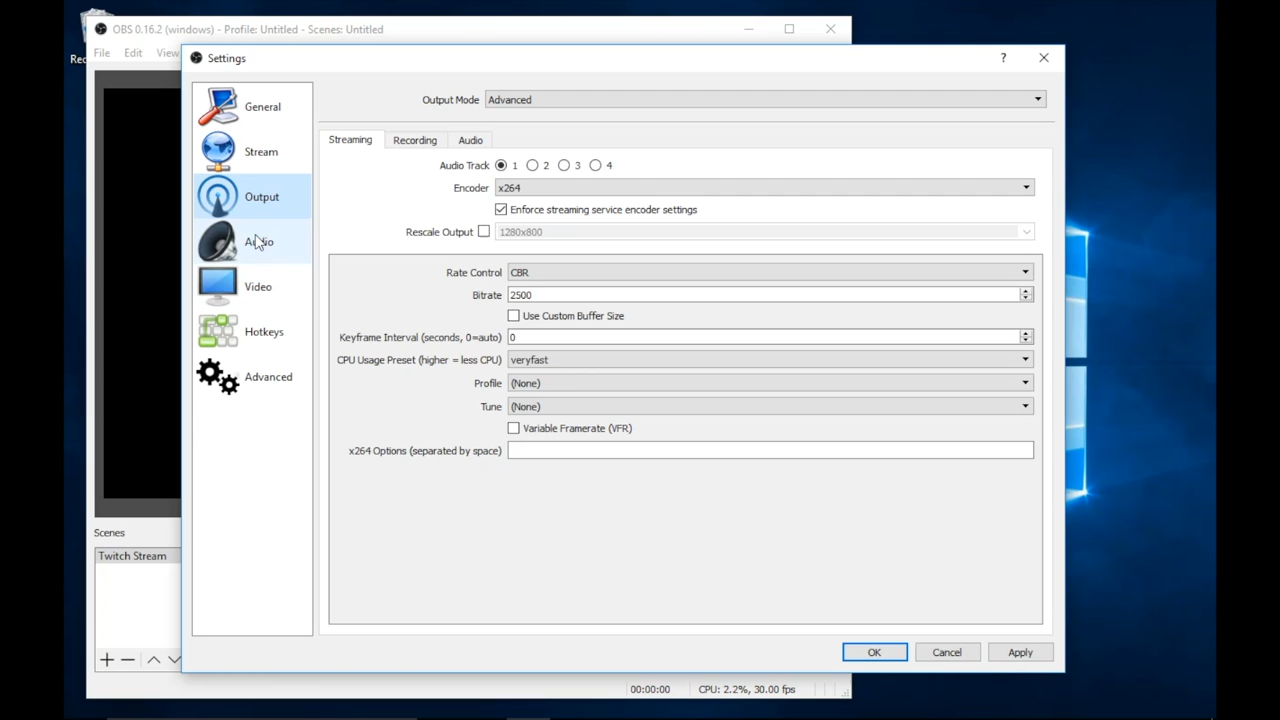 OBS 0.16.2 (windows) - Profile: Untitled - Scenes: Untitled
Rec
File Edit View
Settings
?
General
Stream
Output
Audio
Video
Hotkeys
Advanced
Output Mode Advanced
Streaming Recording Audio
Audio Track 1 2 3 4
Encoder x264
Enforce streaming service encoder settings
Rescale Output 1280x800
Rate Control CBR
Bitrate 2500
Use Custom Buffer Size
Keyframe Interval (seconds, 0=auto) 0
CPU Usage Preset (higher = less CPU) veryfast
Profile (None)
Tune (None)
Variable Framerate (VFR)
x264 Options (separated by space)
Scenes
Twitch Stream
OK Cancel Apply
00:00:00 CPU: 2.2%, 30.00 fps